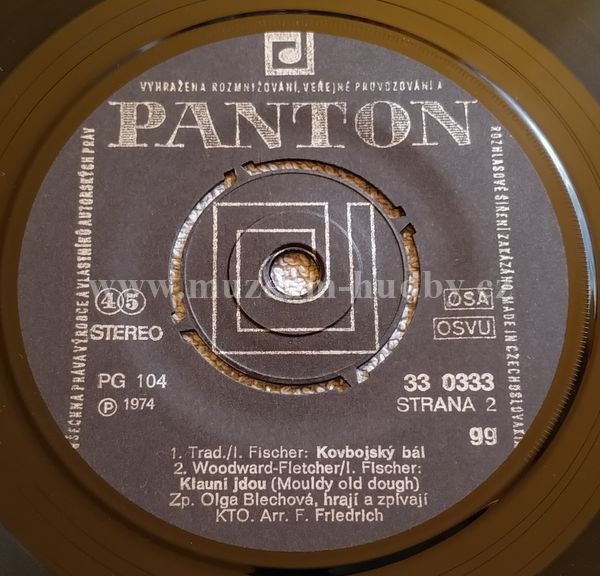 VYHRAŽENA ROZMNIŽOVÁNÍ, VEŘEJNÉ PROVOZOVÁNÍ A
PANTON
VŠECHNA PRÁVA VÝROBCE A VLASTNÍKŮ AUTORSKÝCH PRÁV
ROZHLASOVÉ ŠÍŘENÍ ZAKÁZÁNO. MADE IN CZECHOSLOVAKIA
www.muzeum-hudby.cz
45
STEREO
OSA
OSVU
PG 104
℗ 1974
33 0333
STRANA 2
gg
1. Trad./I. Fischer: Kovbojský bál
2. Woodward-Fletcher/I. Fischer:
Klauni jdou (Mouldy old dough)
Zp. Olga Blechová, hrají a zpívají
KTO. Arr. F. Friedrich